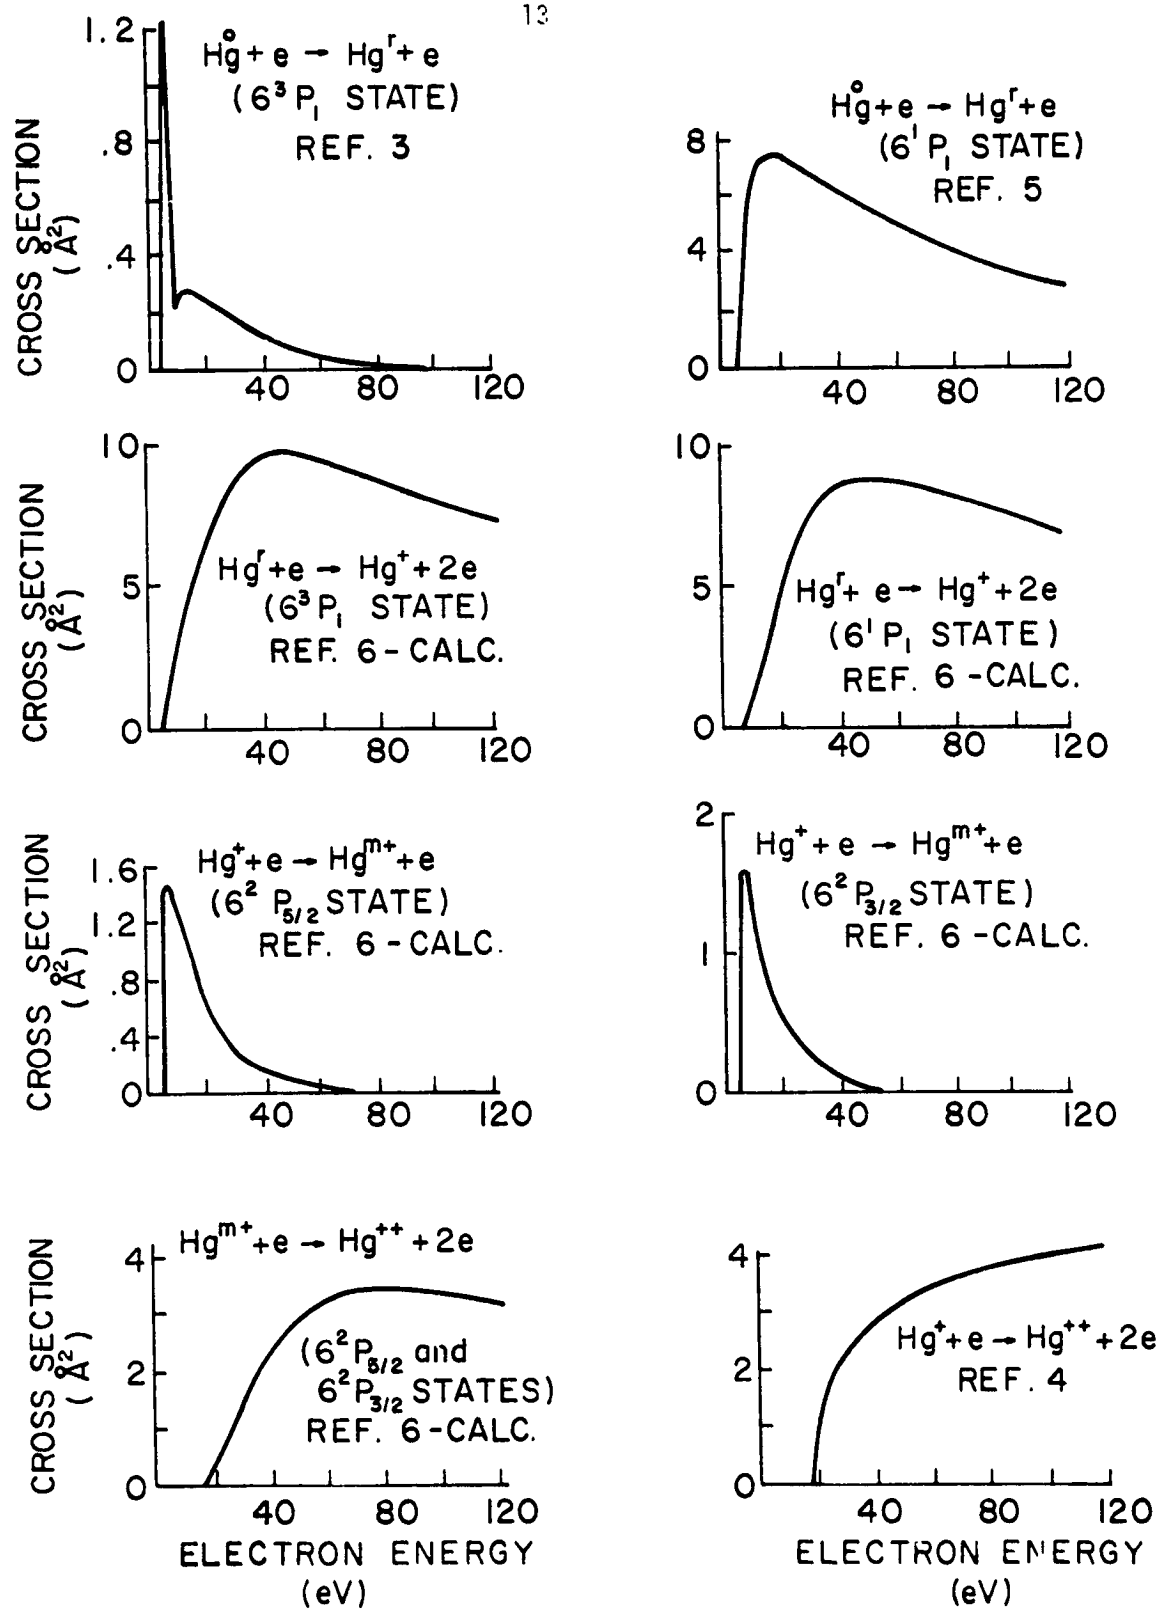 13
1.2
.8
.4
0
40
80
120
CROSS SECTION
(Å²)
Hg° + e → Hgʳ + e
(6³P₁ STATE)
REF. 3
8
4
0
40
80
120
Hg° + e → Hgʳ + e
(6¹P₁ STATE)
REF. 5
10
5
0
40
80
120
CROSS SECTION
(Å²)
Hgʳ + e → Hg⁺ + 2e
(6³P₁ STATE)
REF. 6 - CALC.
10
5
0
40
80
120
Hgʳ + e → Hg⁺ + 2e
(6¹P₁ STATE)
REF. 6 - CALC.
1.6
1.2
.8
.4
0
40
80
120
CROSS SECTION
(Å²)
Hg⁺ + e → Hgᵐ⁺ + e
(6² P₅/₂ STATE)
REF. 6 - CALC.
2
1
0
40
80
120
Hg⁺ + e → Hgᵐ⁺ + e
(6² P₃/₂ STATE)
REF. 6 - CALC.
4
2
0
40
80
120
CROSS SECTION
(Å²)
Hgᵐ⁺ + e → Hg⁺⁺ + 2e
(6²P₅/₂ and
6²P₃/₂ STATES)
REF. 6 - CALC.
ELECTRON ENERGY
(eV)
4
2
0
40
80
120
Hg⁺ + e → Hg⁺⁺ + 2e
REF. 4
ELECTRON ENERGY
(eV)